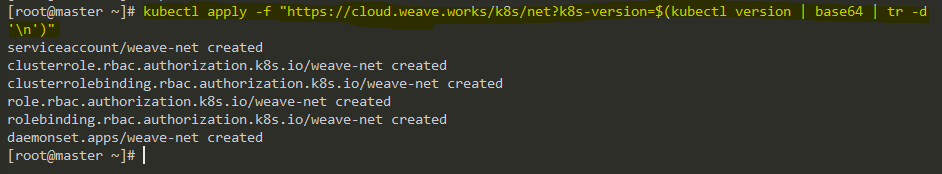 [root@master ~]# kubectl apply -f "https://cloud.weave.works/k8s/net?k8s-version=$(kubectl version | base64 | tr -d
'\n')"
serviceaccount/weave-net created
clusterrole.rbac.authorization.k8s.io/weave-net created
clusterrolebinding.rbac.authorization.k8s.io/weave-net created
role.rbac.authorization.k8s.io/weave-net created
rolebinding.rbac.authorization.k8s.io/weave-net created
daemonset.apps/weave-net created
[root@master ~]#